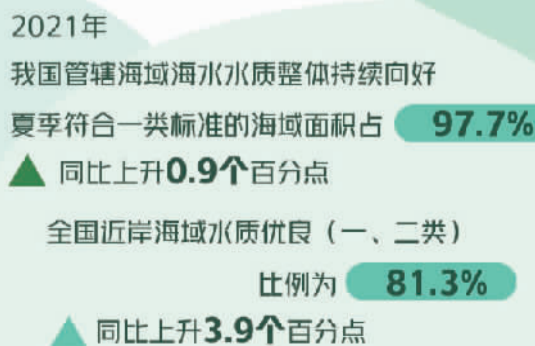 2021年
我国管辖海域海水水质整体持续向好
夏季符合一类标准的海域面积占 97.7%
同比上升0.9个百分点
全国近岸海域水质优良（一、二类）
比例为 81.3%
同比上升3.9个百分点